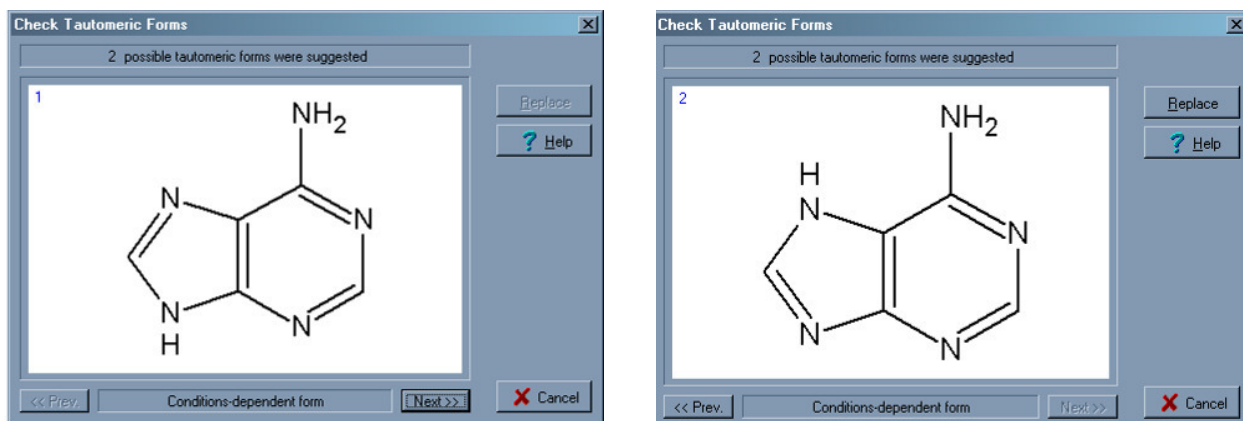 Check Tautomeric Forms
2 possible tautomeric forms were suggested
1
NH2
N
N
N
H
N
Replace
? Help
<< Prev.
Conditions-dependent form
Next >>
Cancel
Check Tautomeric Forms
2 possible tautomeric forms were suggested
2
NH2
H
N
N
N
N
Replace
? Help
<< Prev.
Conditions-dependent form
Next >>
Cancel